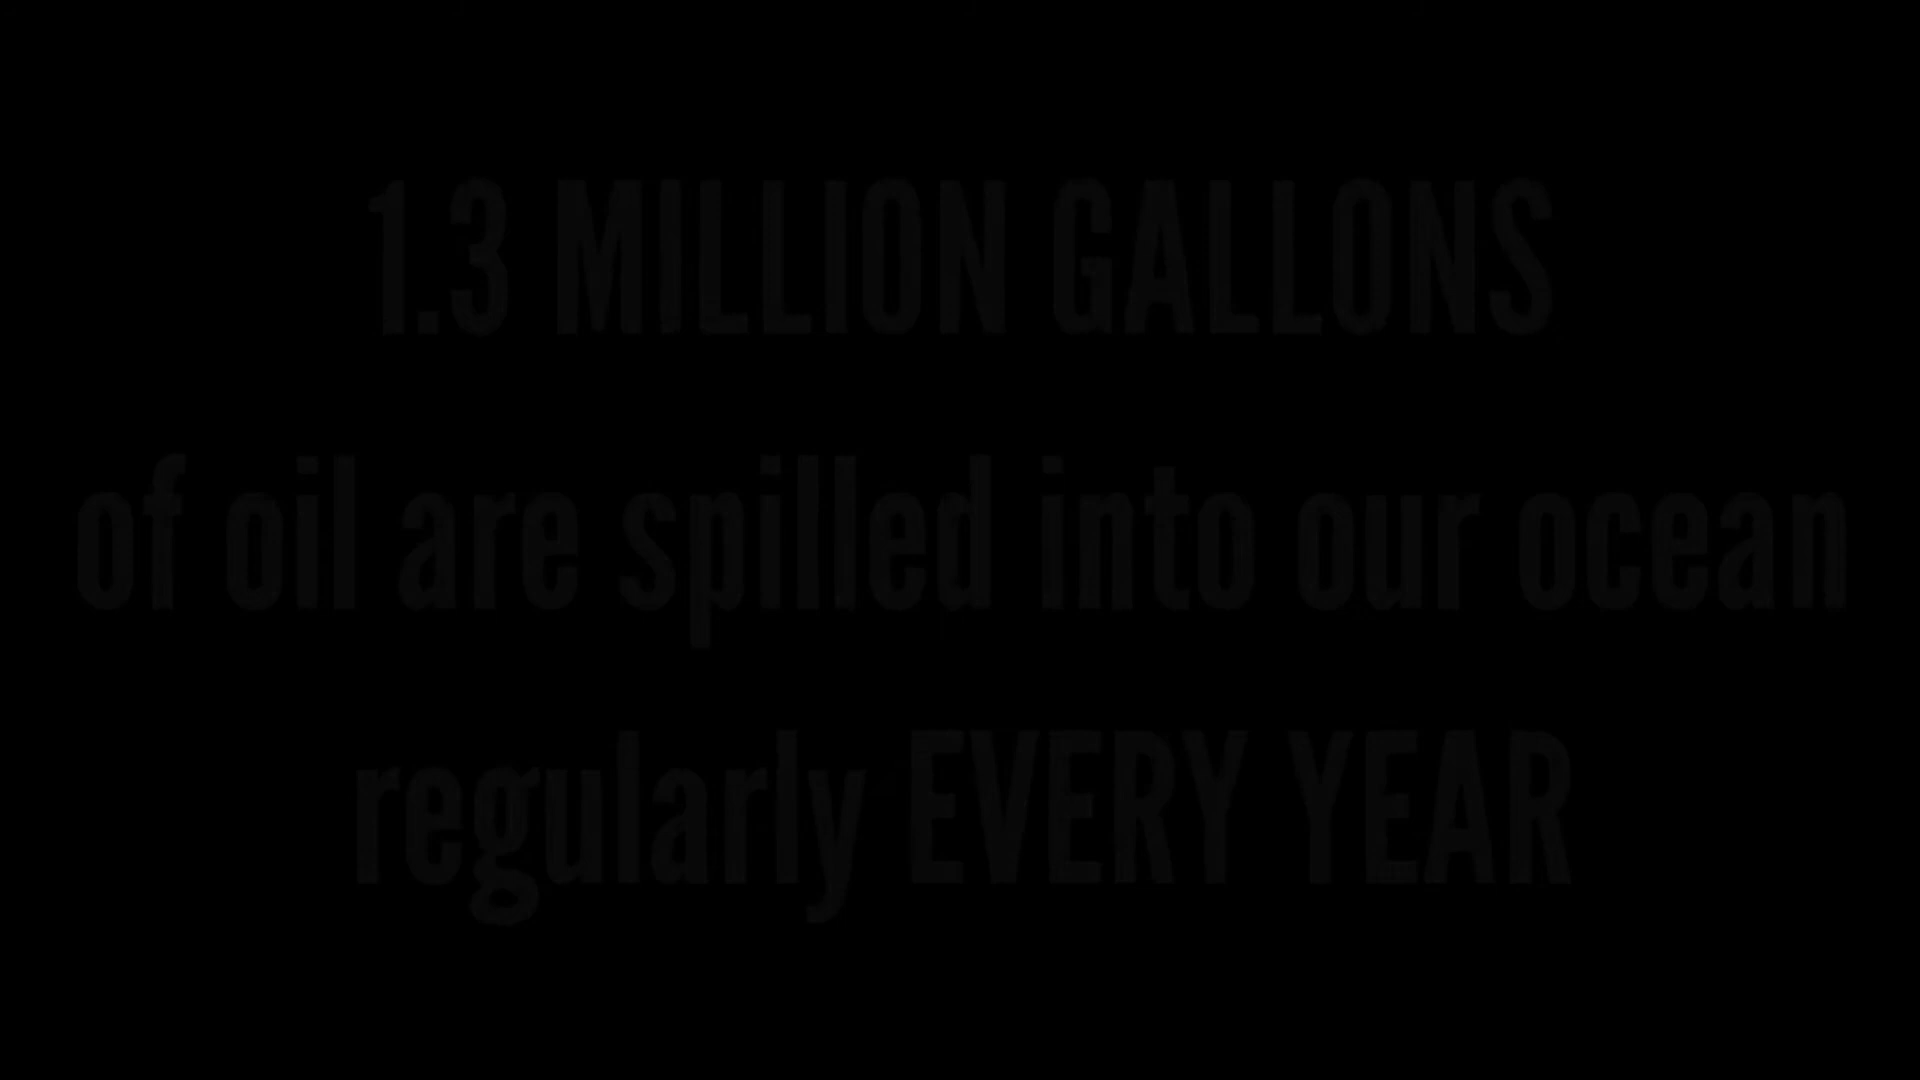 1.3 MILLION GALLONS
of oil are spilled into our ocean
regularly EVERY YEAR